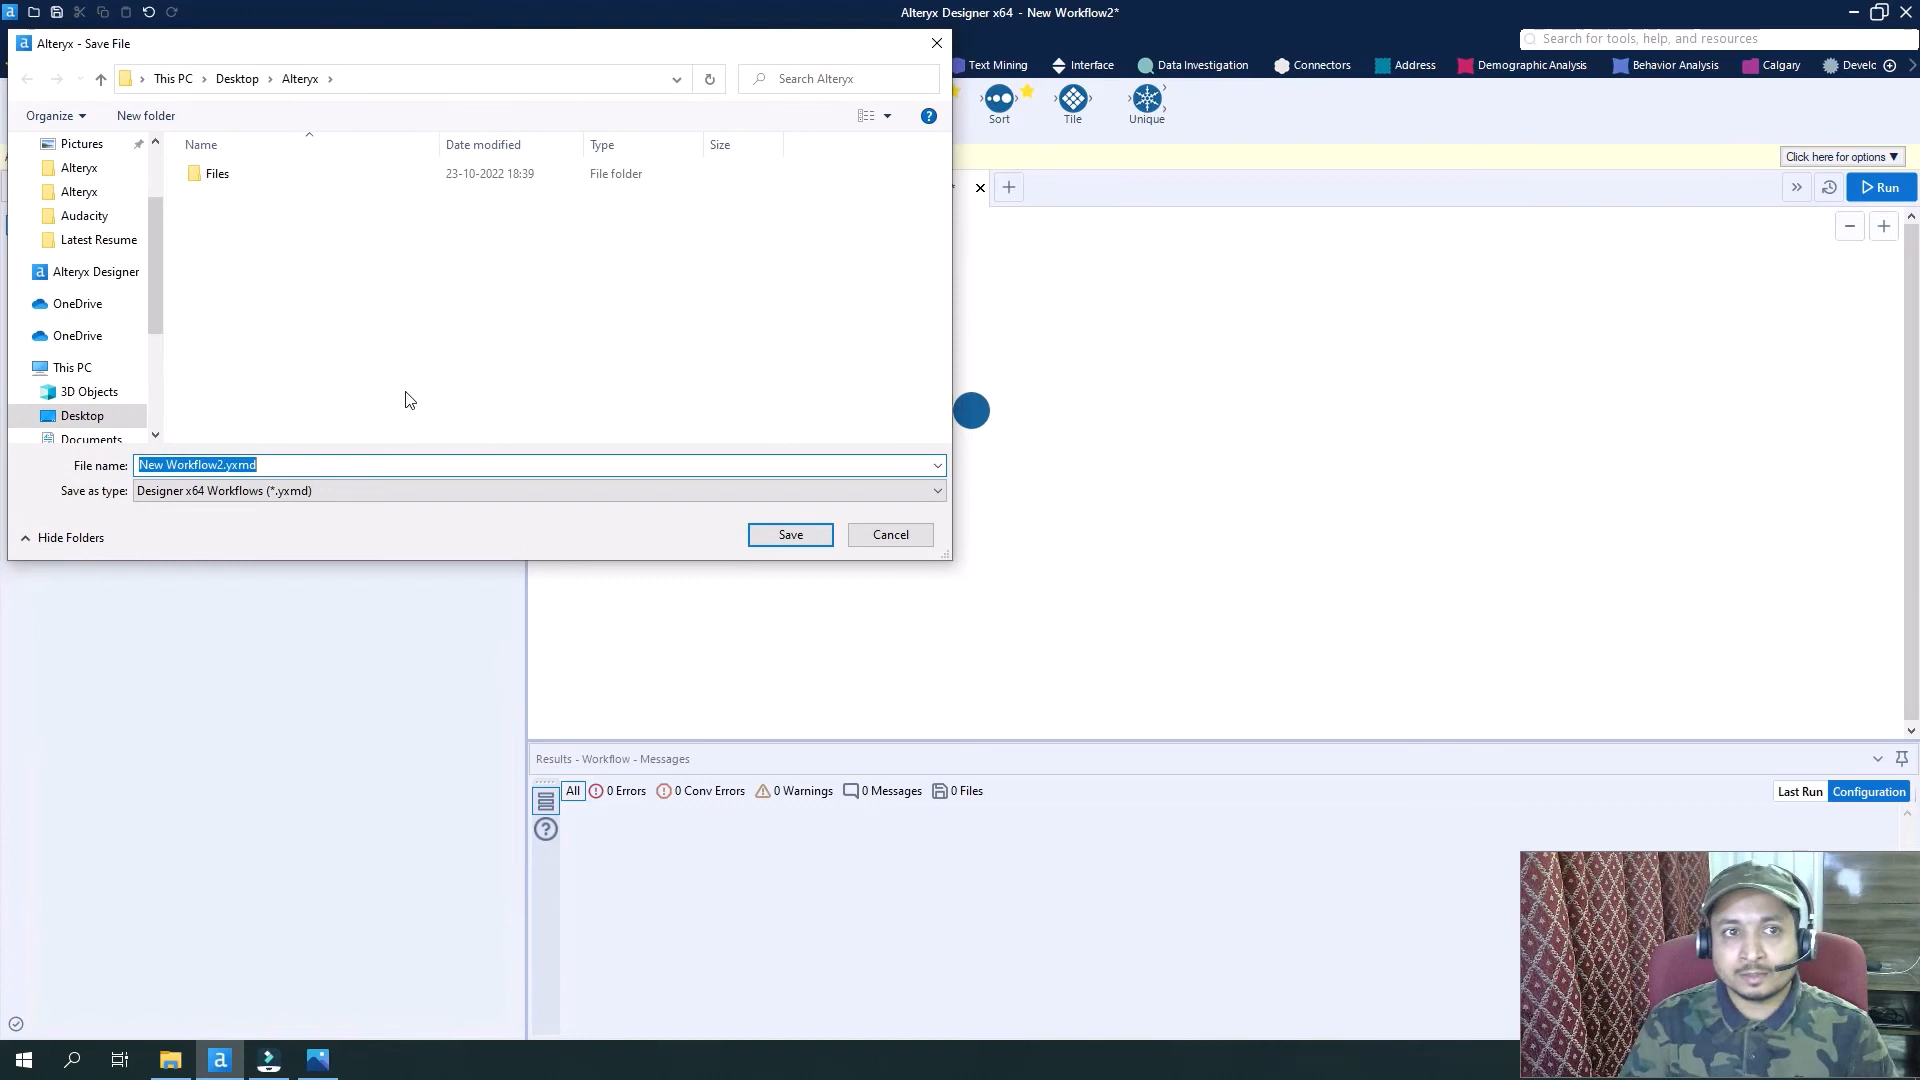 Alteryx Designer x64 - New Workflow2*
Alteryx - Save File
Search for tools, help, and resources
This PC > Desktop > Alteryx >
Search Alteryx
Text Mining Interface Data Investigation Connectors Address Demographic Analysis Behavior Analysis Calgary Develo
Organize New folder
Sort Tile Unique
Name Date modified Type Size
Click here for options ▼
Files 23-10-2022 18:39 File folder
Run
Pictures
Alteryx
Alteryx
Audacity
Latest Resume
Alteryx Designer
OneDrive
OneDrive
This PC
3D Objects
Desktop
Documents
File name: New Workflow2.yxmd
Save as type: Designer x64 Workflows (*.yxmd)
Hide Folders Save Cancel
Results - Workflow - Messages
All 0 Errors 0 Conv Errors 0 Warnings 0 Messages 0 Files Last Run Configuration